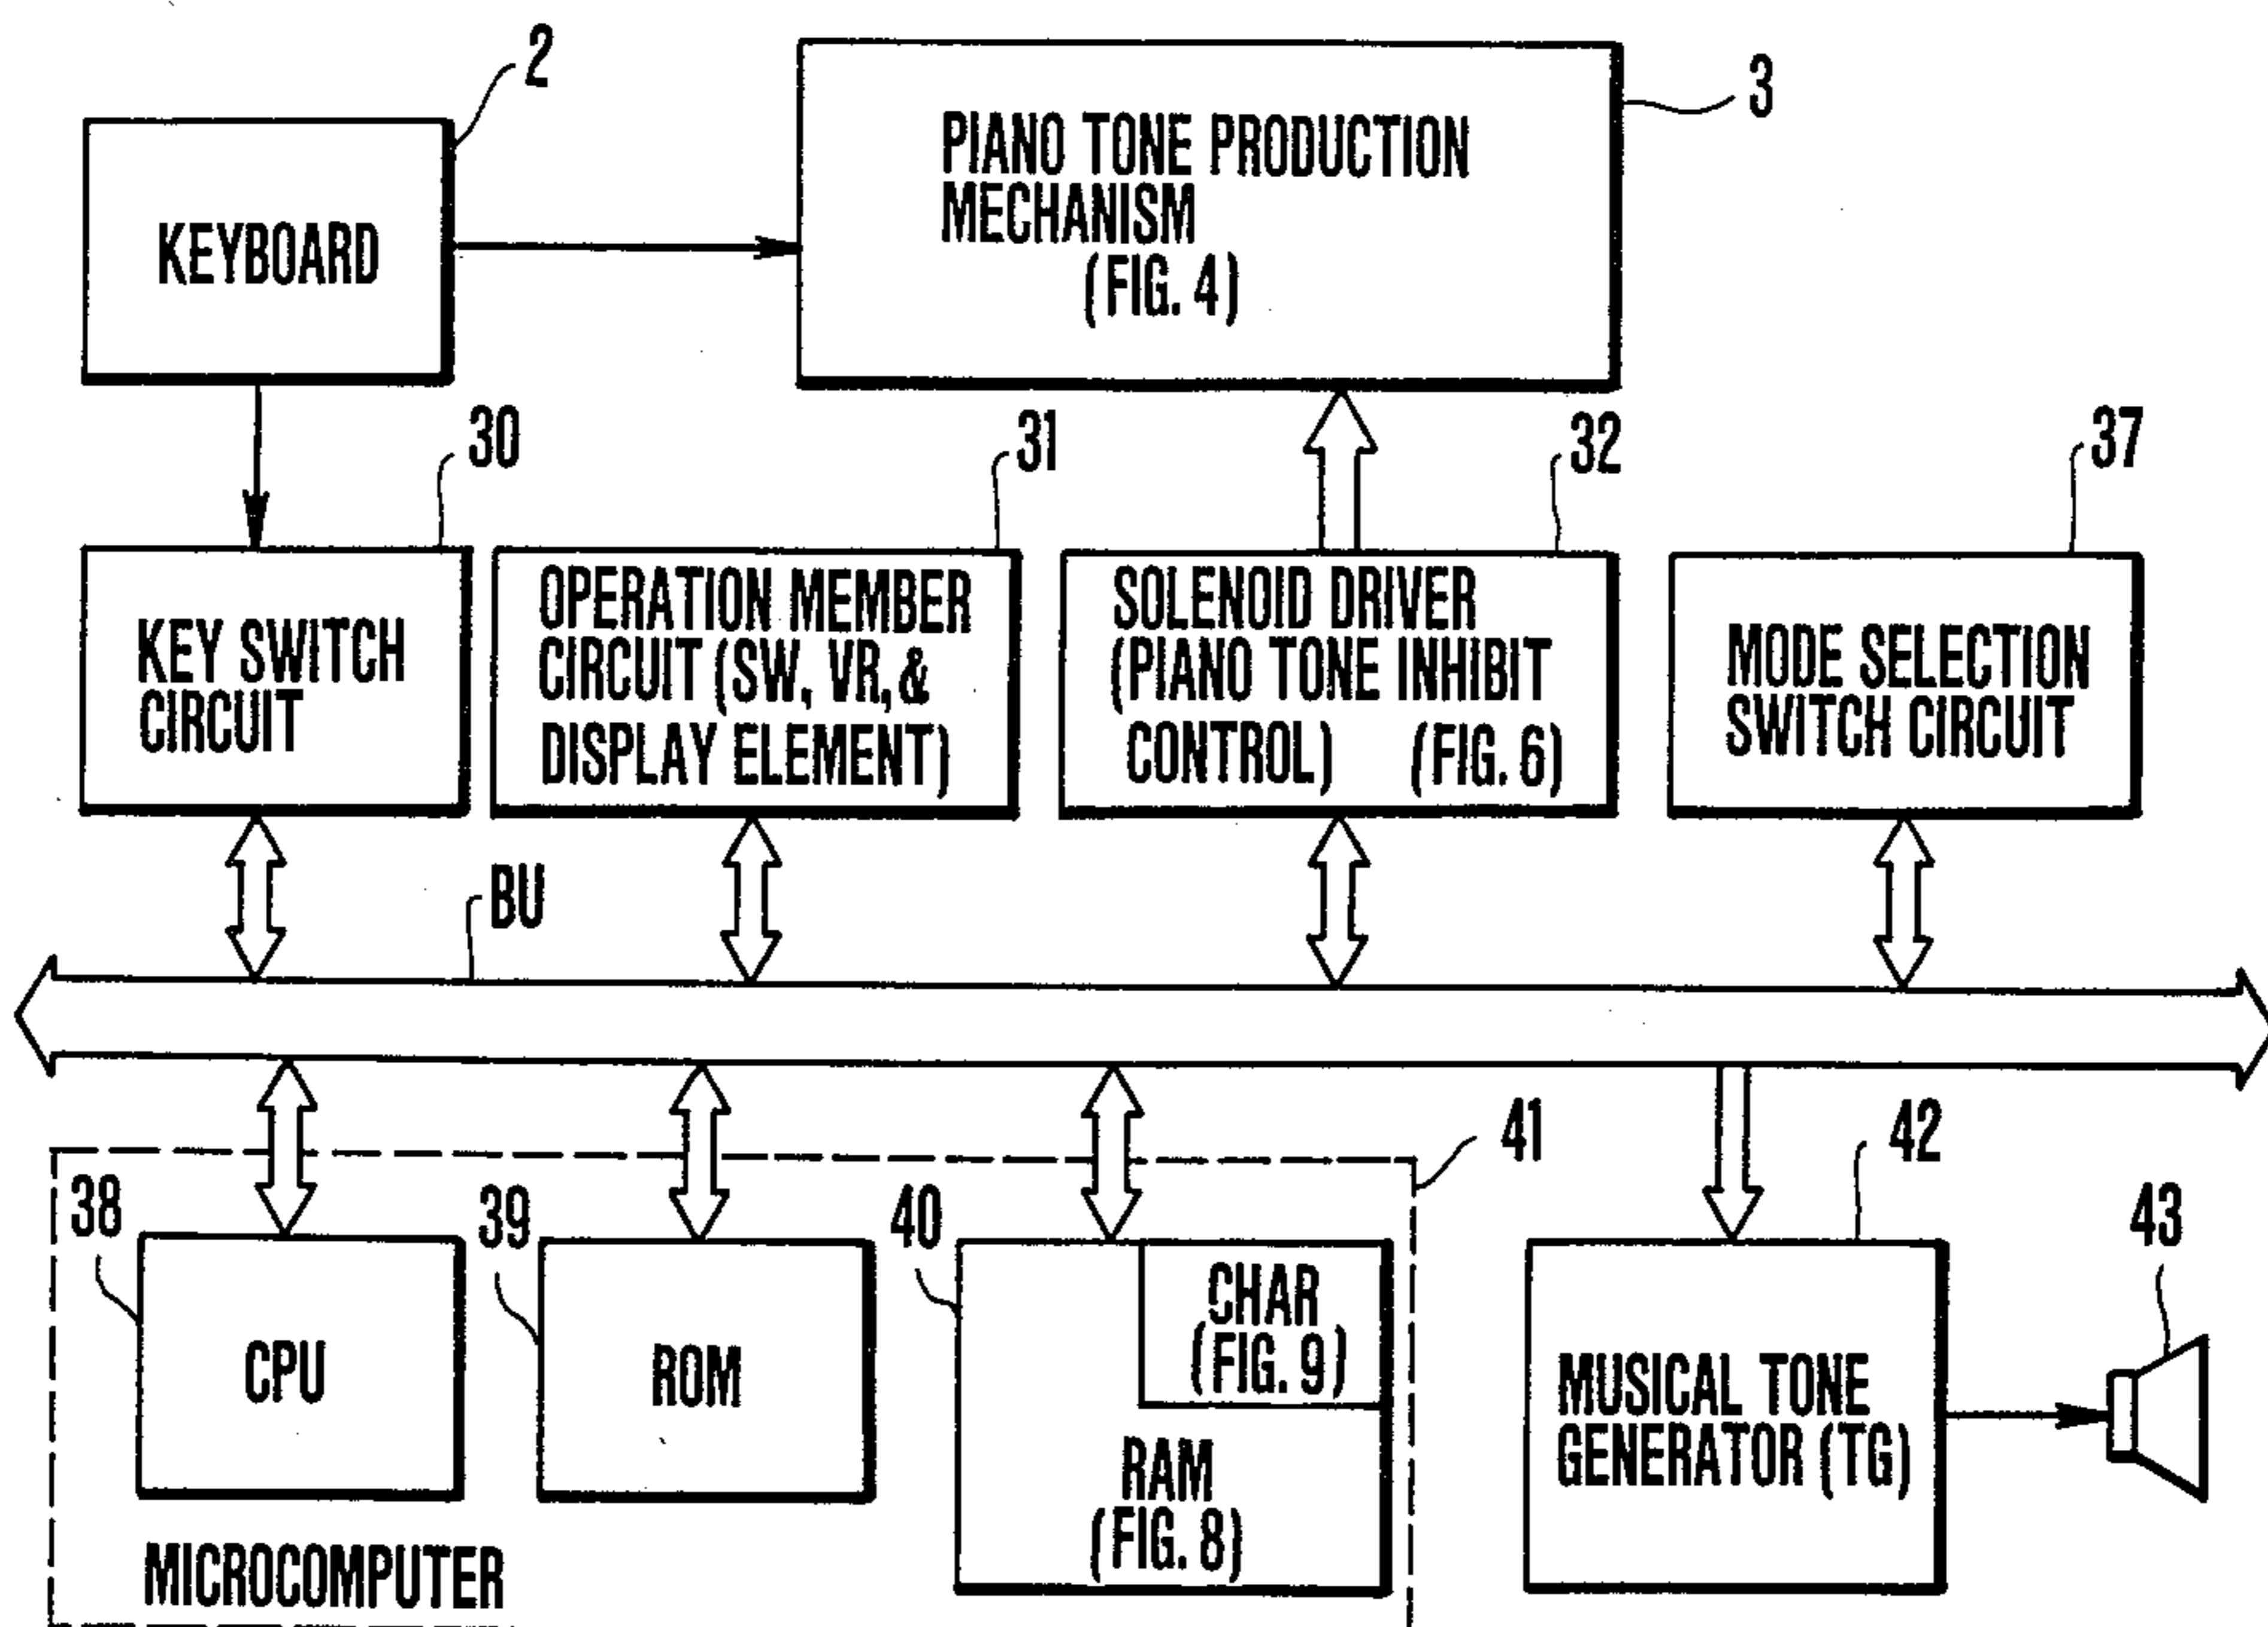 2
3
KEYBOARD
PIANO TONE PRODUCTION
MECHANISM
(FIG. 4)
30
31
32
37
KEY SWITCH
CIRCUIT
OPERATION MEMBER
CIRCUIT (SW, VR, &
DISPLAY ELEMENT)
SOLENOID DRIVER
(PIANO TONE INHIBIT
CONTROL) (FIG. 6)
MODE SELECTION
SWITCH CIRCUIT
BU
41
42
38
39
40
43
CPU
ROM
CHAR
(FIG. 9)
RAM
(FIG. 8)
MUSICAL TONE
GENERATOR (TG)
MICROCOMPUTER